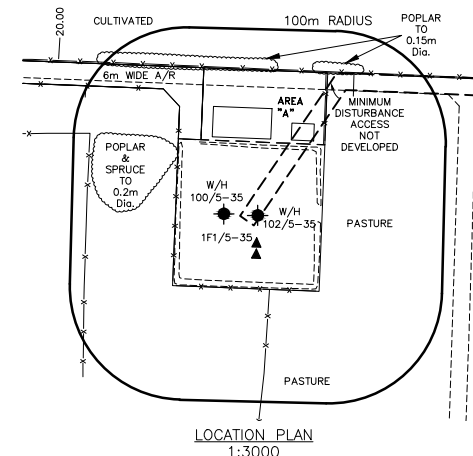 CULTIVATED
100m RADIUS
POPLAR
TO
0.15m
Dia.
20.00
6m WIDE A/R
AREA
"A"
MINIMUM
DISTURBANCE
ACCESS
NOT
DEVELOPED
POPLAR
&
SPRUCE
TO
0.2m
Dia.
W/H
100/5-35
W/H
102/5-35
1F1/5-35
PASTURE
PASTURE
LOCATION PLAN
1:3000